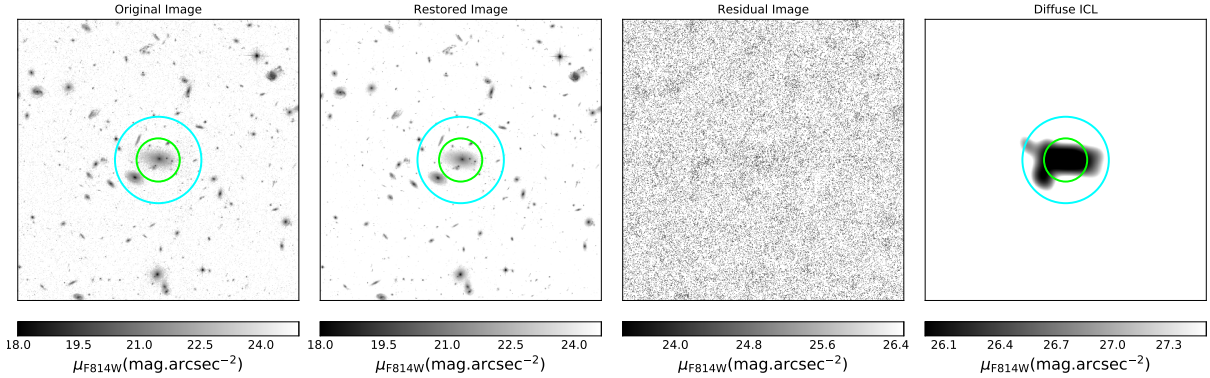 Original Image
Restored Image
Residual Image
Diffuse ICL
18.0 19.5 21.0 22.5 24.0
18.0 19.5 21.0 22.5 24.0
24.0 24.8 25.6 26.4
26.1 26.4 26.7 27.0 27.3
μF814W(mag.arcsec−2)
μF814W(mag.arcsec−2)
μF814W(mag.arcsec−2)
μF814W(mag.arcsec−2)